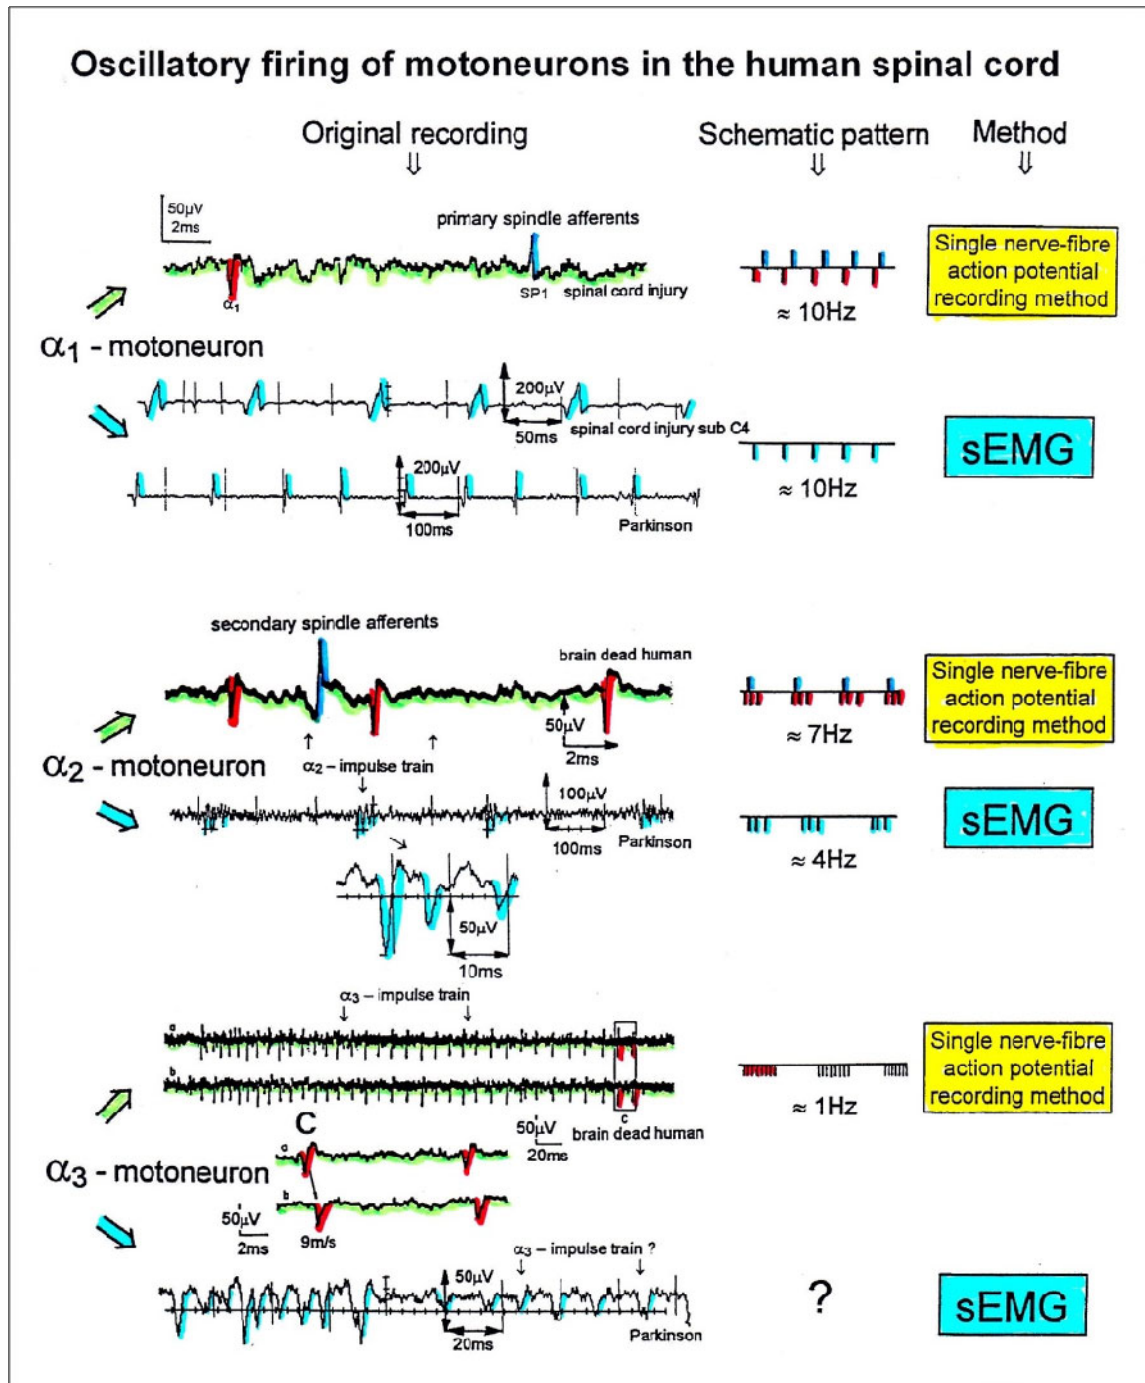 Oscillatory firing of motoneurons in the human spinal cord
Original recording
Schematic pattern
Method
⇓
⇓
⇓
50μV
2ms
primary spindle afferents
α₁
SP1
spinal cord injury
≈ 10Hz
Single nerve-fibre
action potential
recording method
α₁ - motoneuron
200μV
50ms
spinal cord injury sub C4
200μV
100ms
Parkinson
≈ 10Hz
sEMG
secondary spindle afferents
brain dead human
50μV
2ms
≈ 7Hz
Single nerve-fibre
action potential
recording method
α₂ - motoneuron
↑
α₂ – impulse train
↑
↓
100μV
100ms
Parkinson
≈ 4Hz
sEMG
50μV
10ms
α₃ – impulse train
↓
↓
a
b
c
brain dead human
50μV
20ms
≈ 1Hz
Single nerve-fibre
action potential
recording method
α₃ - motoneuron
C
a
b
50μV
2ms
9m/s
α₃ – impulse train ?
↓
↓
50μV
20ms
Parkinson
?
sEMG